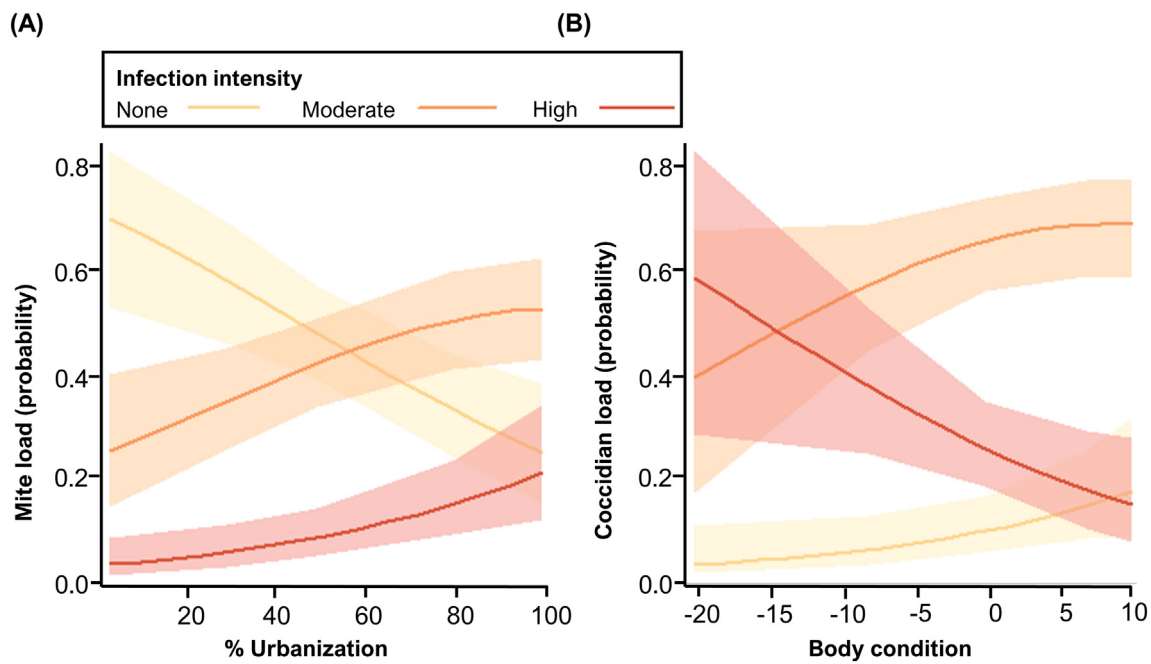 (A)
(B)
Infection intensity
None Moderate High
Mite load (probability)
0.8
0.6
0.4
0.2
0.0
20 40 60 80 100
% Urbanization
Coccidian load (probability)
0.8
0.6
0.4
0.2
0.0
-20 -15 -10 -5 0 5 10
Body condition